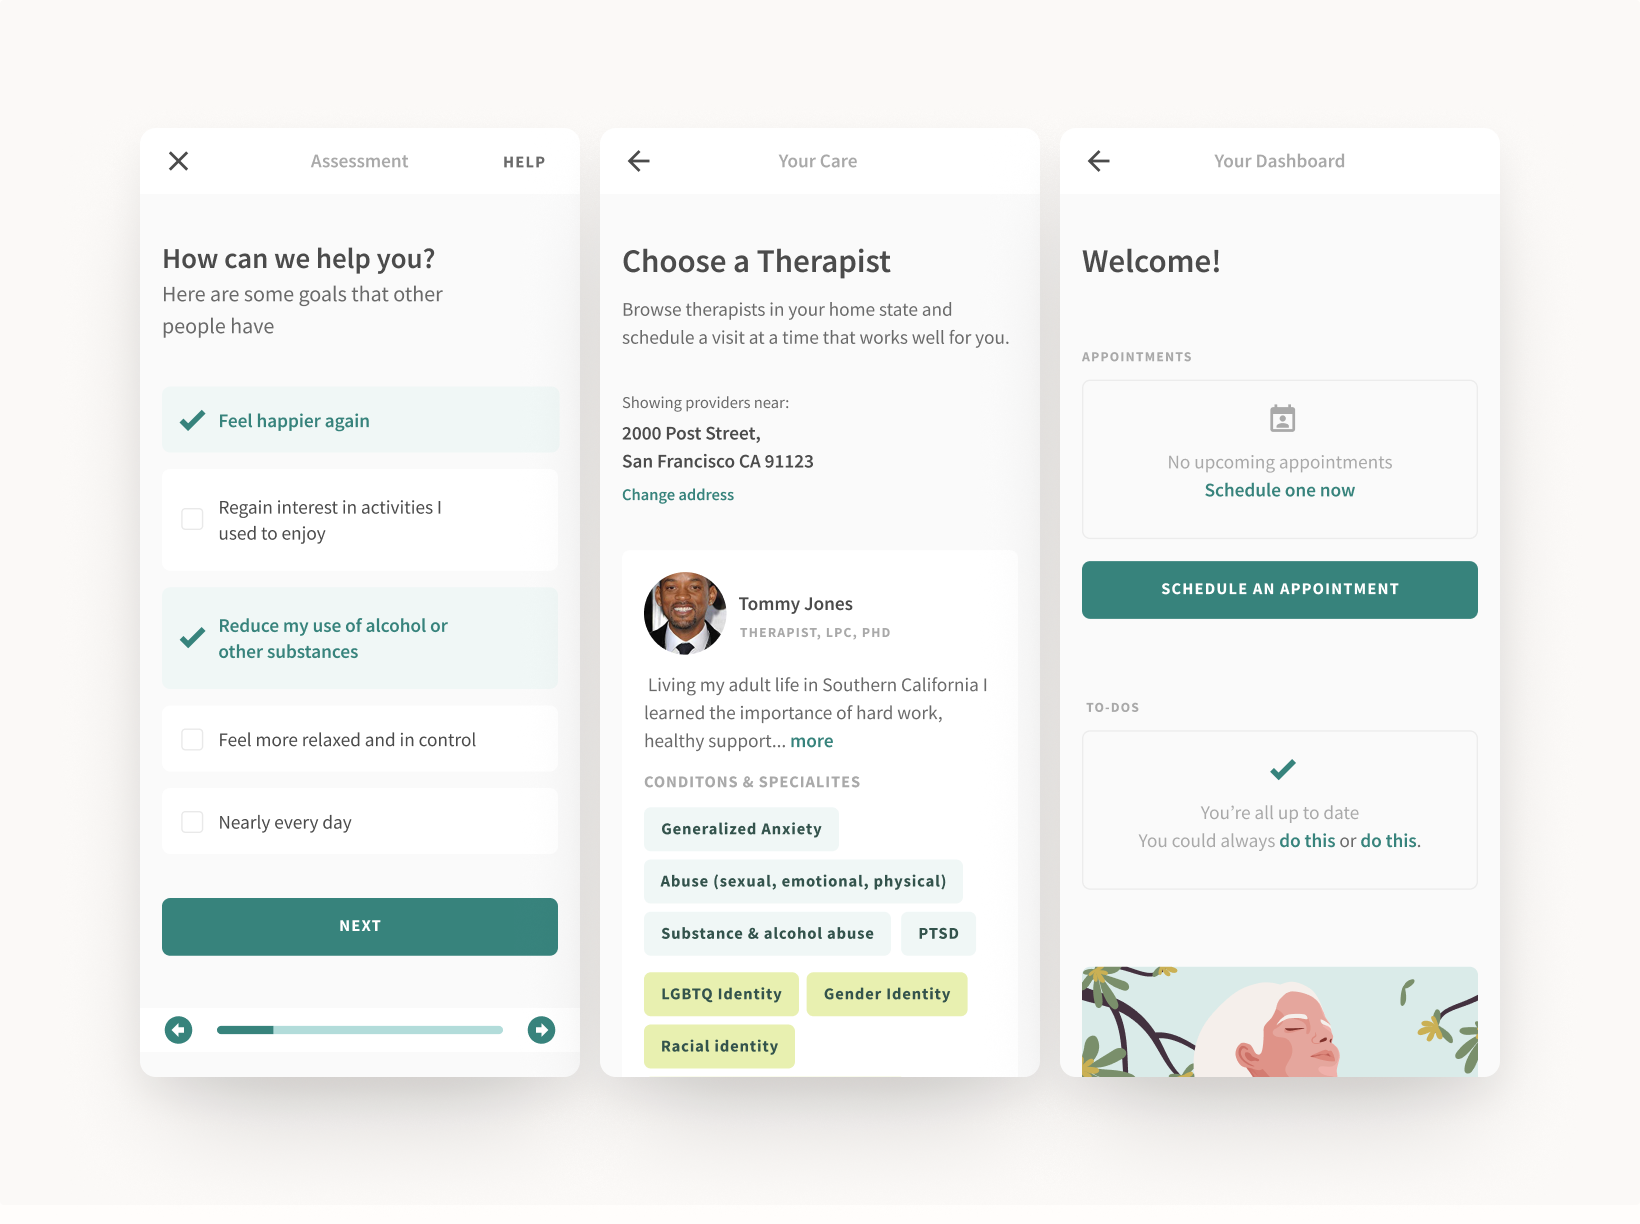 Assessment
HELP
How can we help you?
Here are some goals that other
people have
Feel happier again
Regain interest in activities I
used to enjoy
Reduce my use of alcohol or
other substances
Feel more relaxed and in control
Nearly every day
NEXT
Your Care
Choose a Therapist
Browse therapists in your home state and
schedule a visit at a time that works well for you.
Showing providers near:
2000 Post Street,
San Francisco CA 91123
Change address
Tommy Jones
THERAPIST, LPC, PHD
Living my adult life in Southern California I
learned the importance of hard work,
healthy support... more
CONDITONS & SPECIALITES
Generalized Anxiety
Abuse (sexual, emotional, physical)
Substance & alcohol abuse
PTSD
LGBTQ Identity
Gender Identity
Racial identity
Your Dashboard
Welcome!
APPOINTMENTS
No upcoming appointments
Schedule one now
SCHEDULE AN APPOINTMENT
TO-DOS
You’re all up to date
You could always do this or do this.